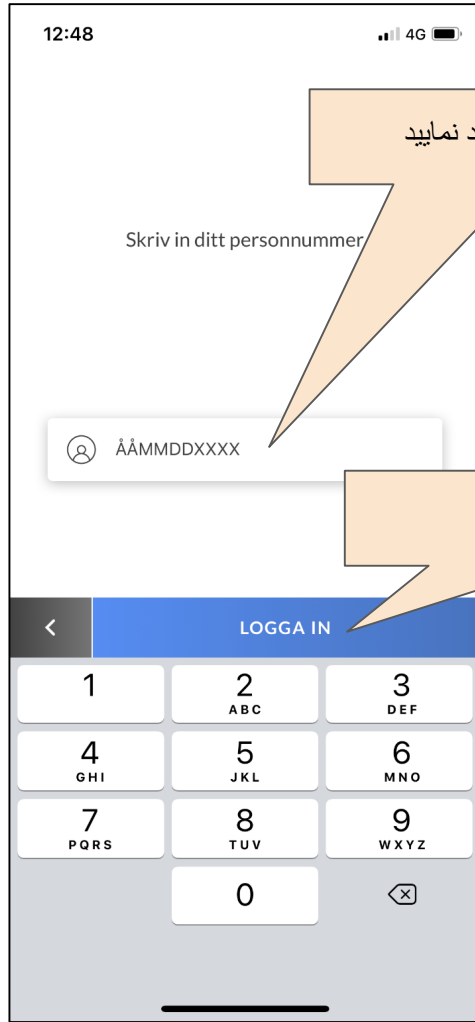 12:48
4G
نمایید
Skriv in ditt personnummer
ÅÅMMDDXXXX
LOGGA IN
1
2
ABC
3
DEF
4
GHI
5
JKL
6
MNO
7
PQRS
8
TUV
9
WXYZ
0